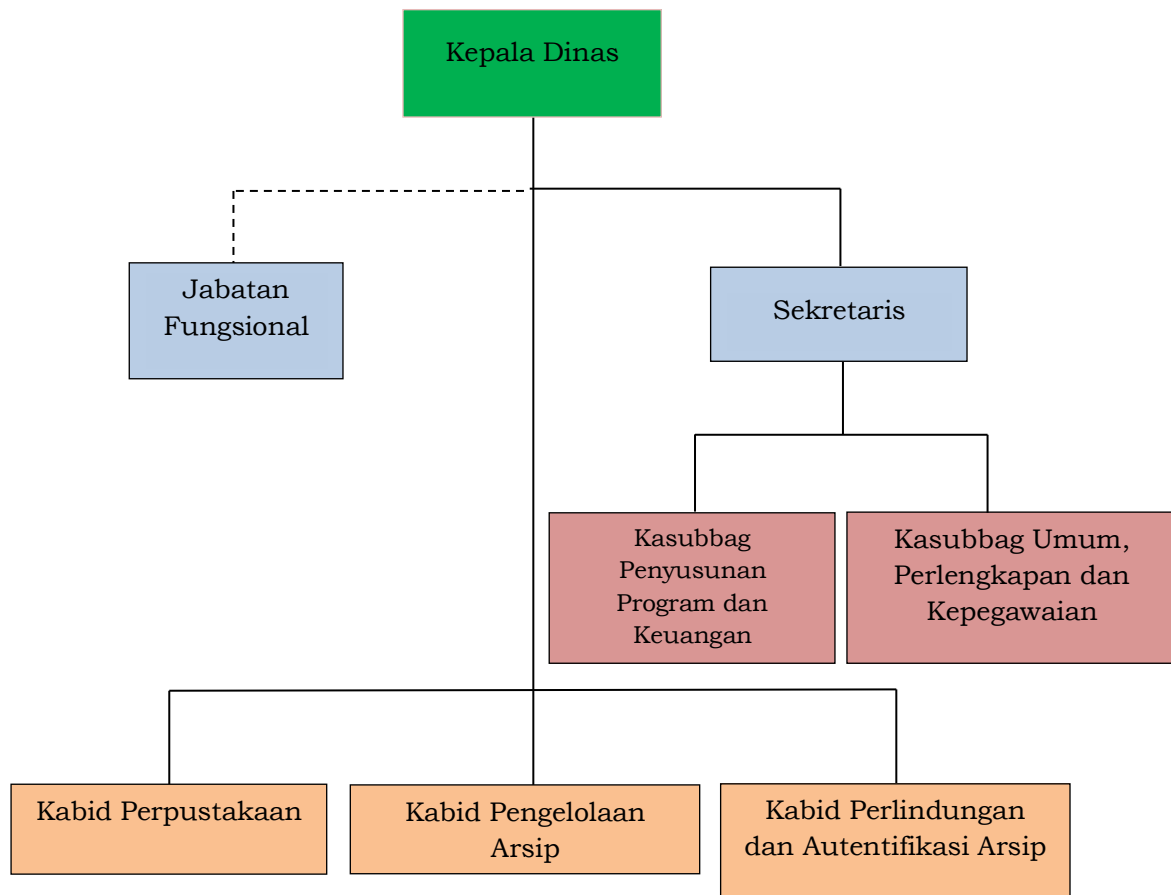 Kepala Dinas
Jabatan
Fungsional
Sekretaris
Kasubbag
Penyusunan
Program dan
Keuangan
Kasubbag Umum,
Perlengkapan dan
Kepegawaian
Kabid Perpustakaan
Kabid Pengelolaan
Arsip
Kabid Perlindungan
dan Autentifikasi Arsip